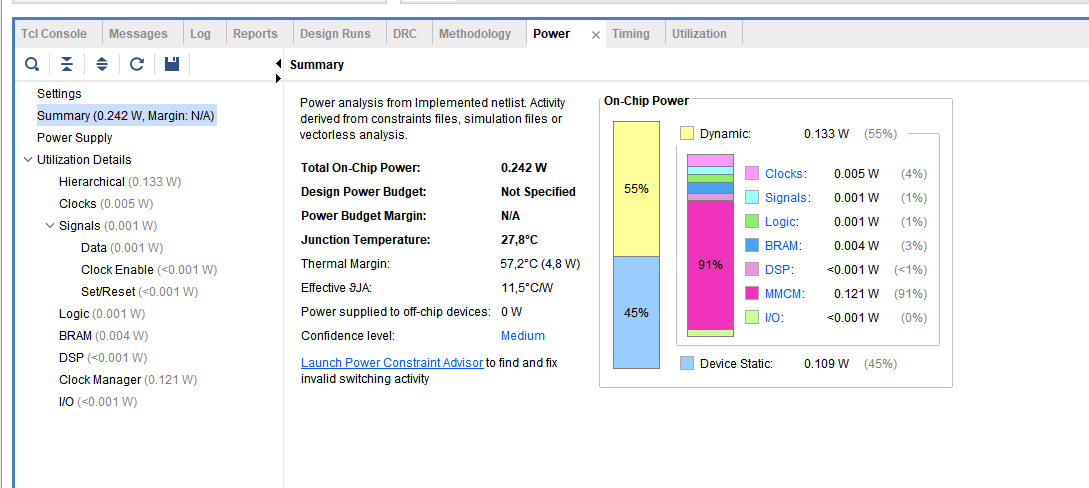 Tcl Console Messages Log Reports Design Runs DRC Methodology Power × Timing Utilization
Summary
Settings
Summary (0.242 W, Margin: N/A)
Power Supply
Utilization Details
Hierarchical (0.133 W)
Clocks (0.005 W)
Signals (0.001 W)
Data (0.001 W)
Clock Enable (<0.001 W)
Set/Reset (<0.001 W)
Logic (0.001 W)
BRAM (0.004 W)
DSP (<0.001 W)
Clock Manager (0.121 W)
I/O (<0.001 W)
Power analysis from Implemented netlist. Activity
derived from constraints files, simulation files or
vectorless analysis.
Total On-Chip Power: 0.242 W
Design Power Budget: Not Specified
Power Budget Margin: N/A
Junction Temperature: 27,8°C
Thermal Margin: 57,2°C (4,8 W)
Effective ϑJA: 11,5°C/W
Power supplied to off-chip devices: 0 W
Confidence level: Medium
Launch Power Constraint Advisor to find and fix
invalid switching activity
On-Chip Power
55%
45%
Dynamic: 0.133 W (55%)
91%
Clocks: 0.005 W (4%)
Signals: 0.001 W (1%)
Logic: 0.001 W (1%)
BRAM: 0.004 W (3%)
DSP: <0.001 W (<1%)
MMCM: 0.121 W (91%)
I/O: <0.001 W (0%)
Device Static: 0.109 W (45%)